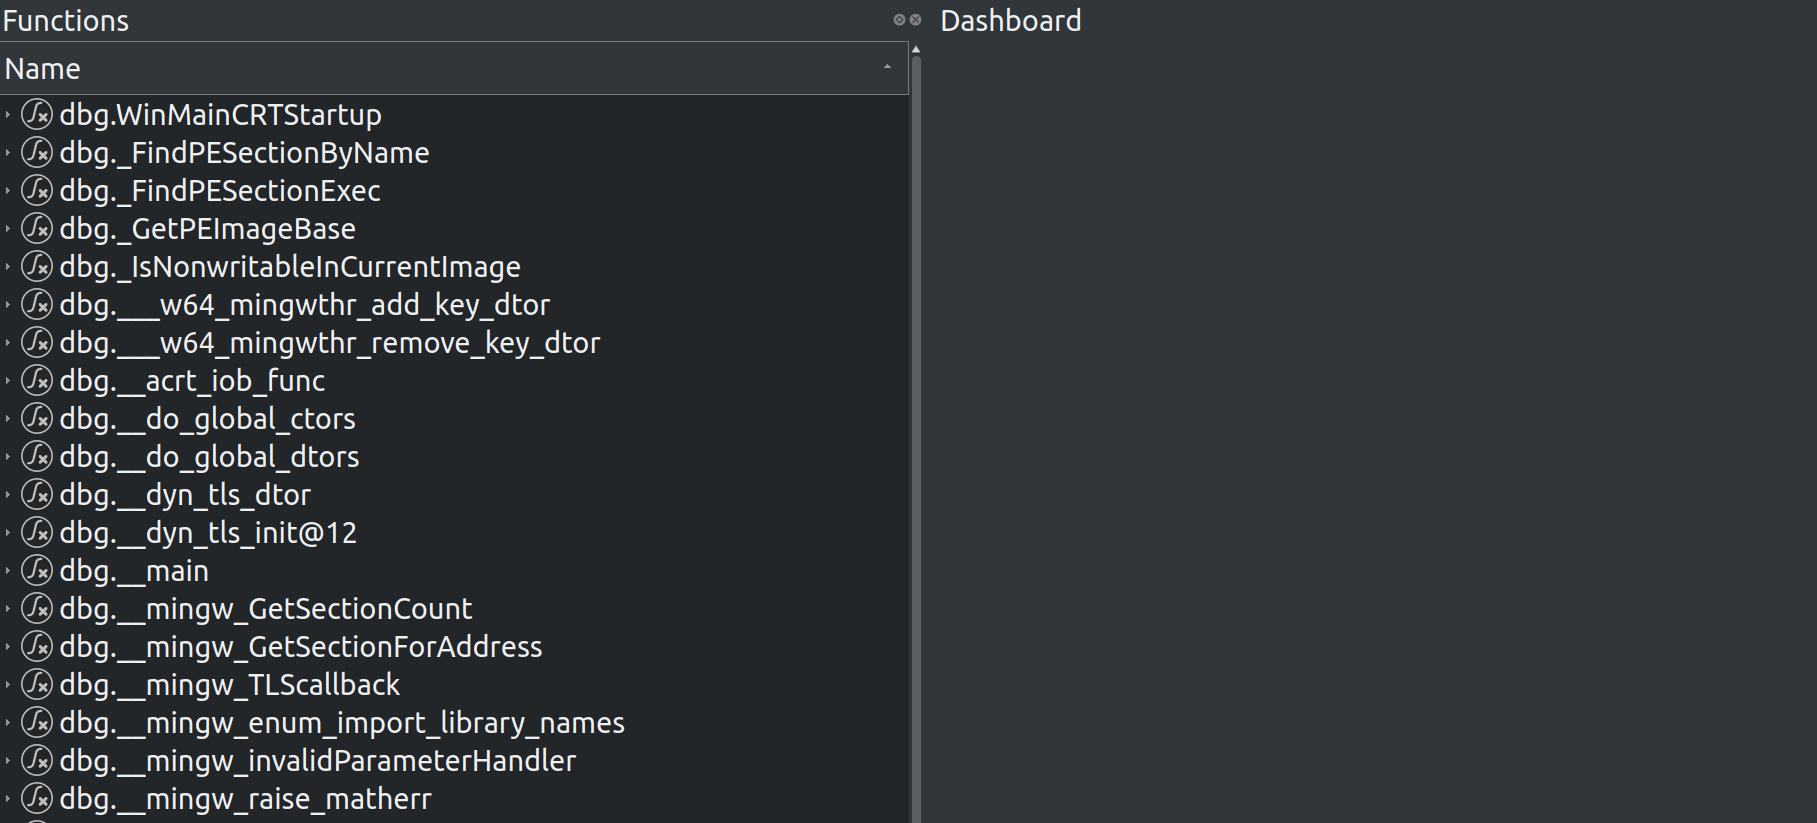 Functions
Dashboard
Name
dbg.WinMainCRTStartup
dbg._FindPESectionByName
dbg._FindPESectionExec
dbg._GetPEImageBase
dbg._IsNonwritableInCurrentImage
dbg.___w64_mingwthr_add_key_dtor
dbg.___w64_mingwthr_remove_key_dtor
dbg.__acrt_iob_func
dbg.__do_global_ctors
dbg.__do_global_dtors
dbg.__dyn_tls_dtor
dbg.__dyn_tls_init@12
dbg.__main
dbg.__mingw_GetSectionCount
dbg.__mingw_GetSectionForAddress
dbg.__mingw_TLScallback
dbg.__mingw_enum_import_library_names
dbg.__mingw_invalidParameterHandler
dbg.__mingw_raise_matherr